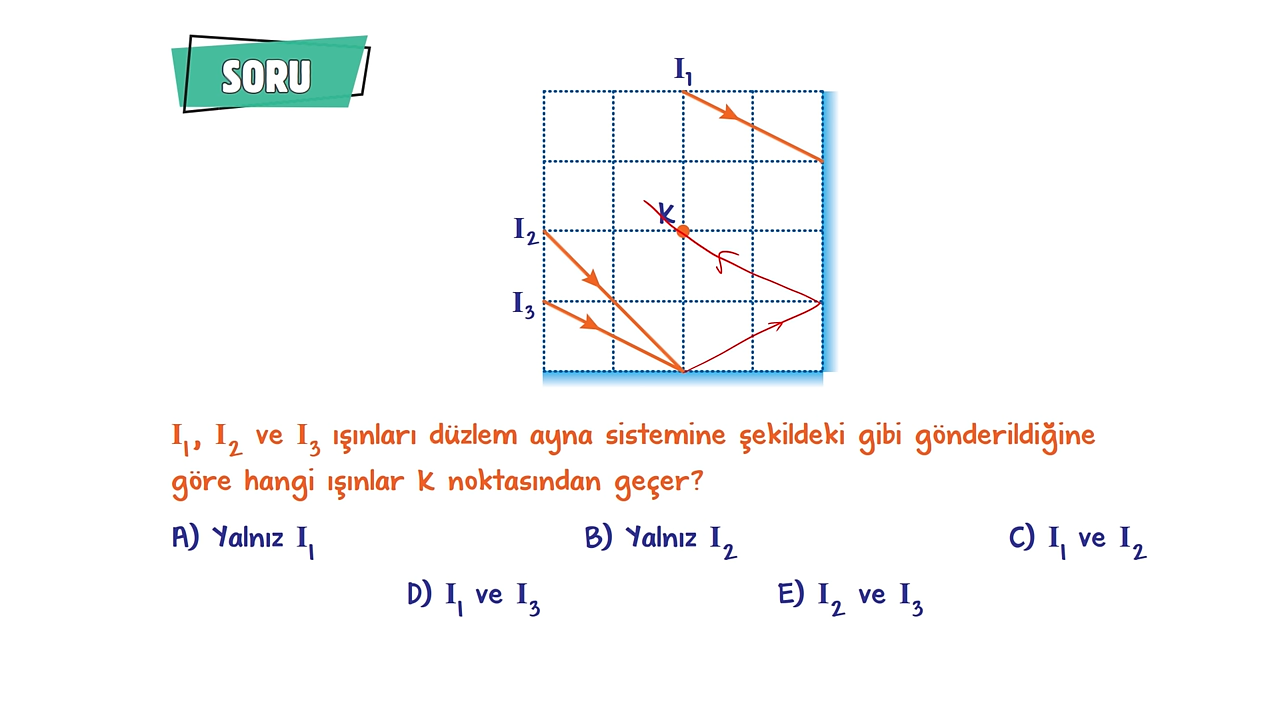 SORU
I₁
K
I₂
I₃
I₁, I₂ ve I₃ ışınları düzlem ayna sistemine şekildeki gibi gönderildiğine
göre hangi ışınlar K noktasından geçer?
A) Yalnız I₁ B) Yalnız I₂ C) I₁ ve I₂
D) I₁ ve I₃ E) I₂ ve I₃